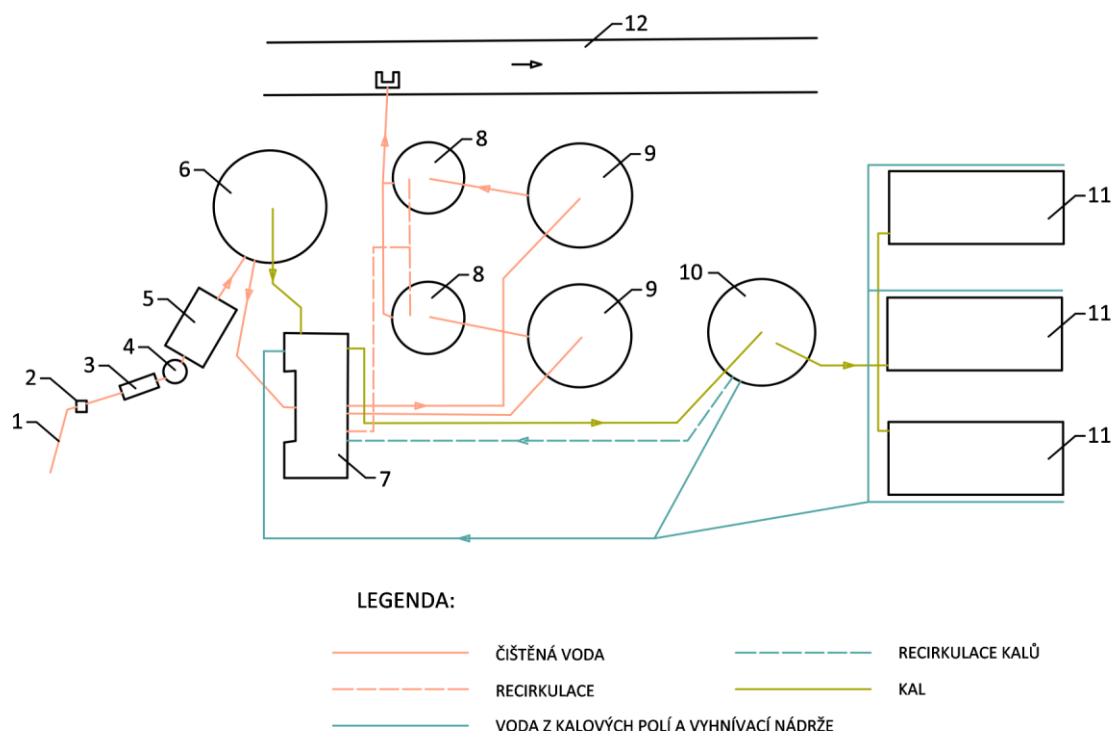 12
6
8
9
11
10
5
8
9
4
11
3
2
1
11
7
LEGENDA:
ČIŠTĚNÁ VODA
RECIRKULACE KALŮ
RECIRKULACE
KAL
VODA Z KALOVÝCH POLÍ A VYHNÍVACÍ NÁDRŽE